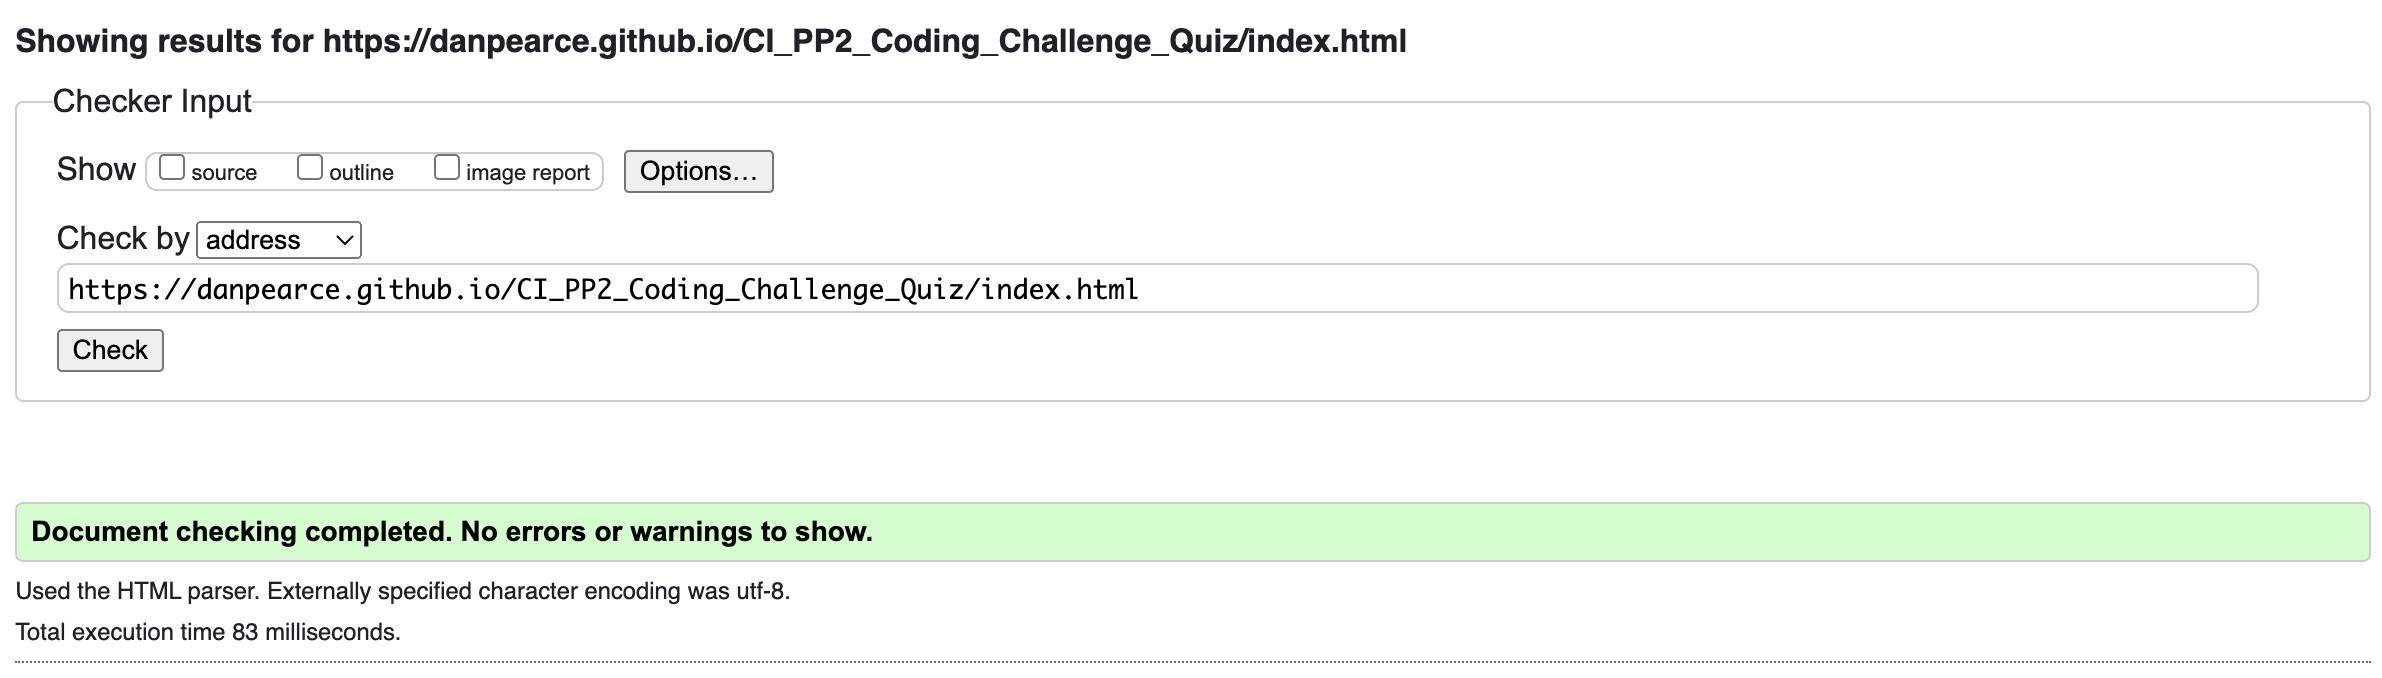 Showing results for https://danpearce.github.io/CI_PP2_Coding_Challenge_Quiz/index.html
Checker Input
Show source outline image report Options…
Check by address
https://danpearce.github.io/CI_PP2_Coding_Challenge_Quiz/index.html
Check
Document checking completed. No errors or warnings to show.
Used the HTML parser. Externally specified character encoding was utf-8.
Total execution time 83 milliseconds.